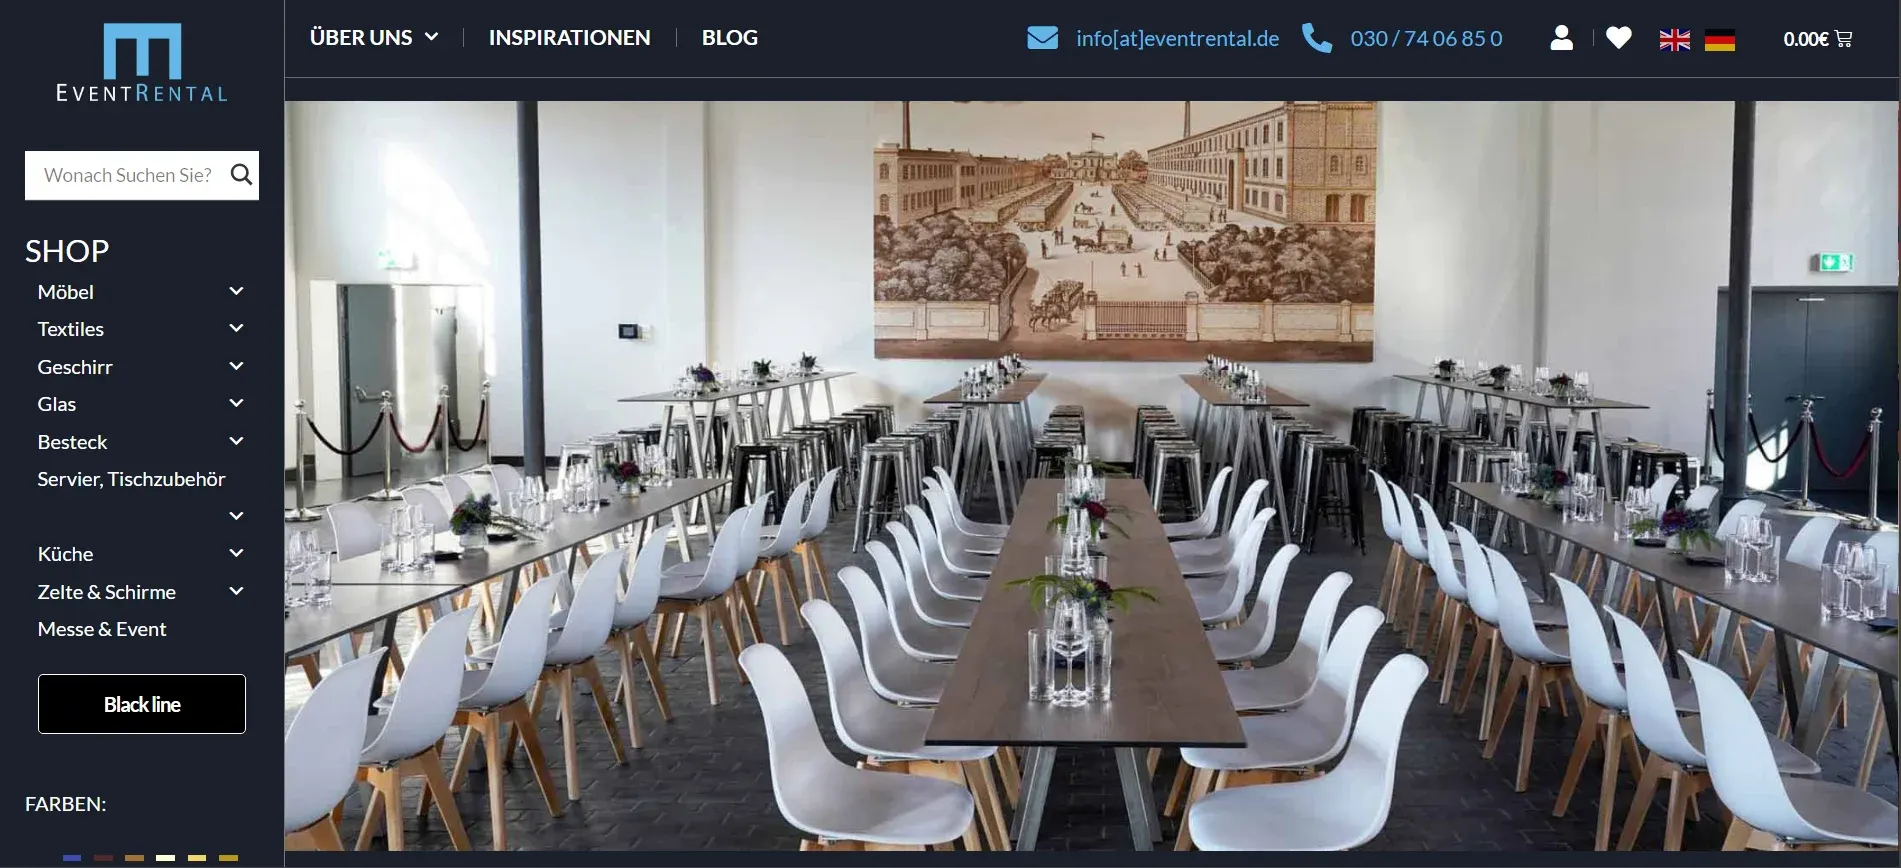 EVENTRENTAL
ÜBER UNS
INSPIRATIONEN
BLOG
info[at]eventrental.de
030 / 74 06 85 0
0.00€
Wonach Suchen Sie?
SHOP
Möbel
Textiles
Geschirr
Glas
Besteck
Servier, Tischzubehör
Küche
Zelte & Schirme
Messe & Event
Black line
FARBEN: